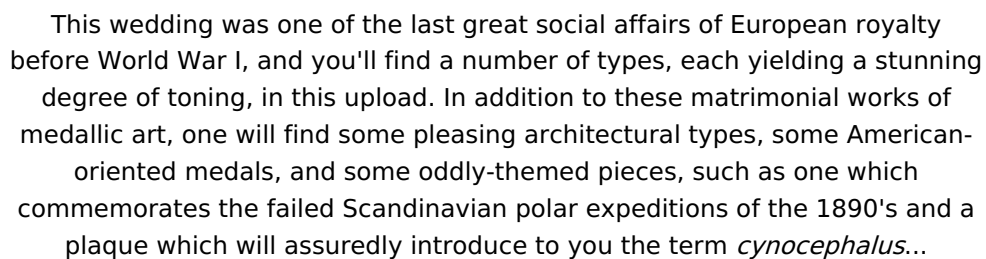 This wedding was one of the last great social affairs of European royalty
before World War I, and you'll find a number of types, each yielding a stunning
degree of toning, in this upload. In addition to these matrimonial works of
medallic art, one will find some pleasing architectural types, some American-
oriented medals, and some oddly-themed pieces, such as one which
commemorates the failed Scandinavian polar expeditions of the 1890's and a
plaque which will assuredly introduce to you the term cynocephalus...